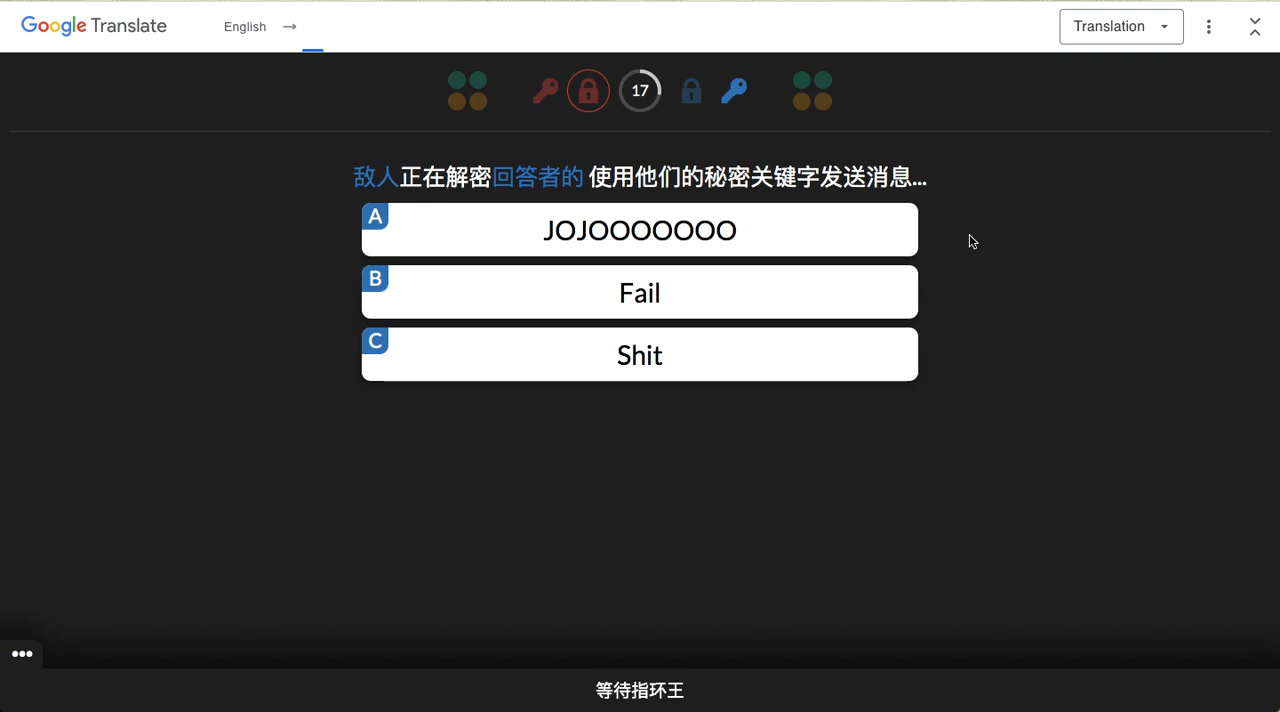 Google Translate
English →
Translation
17
敌人正在解密回答者的 使用他们的秘密关键字发送消息...
A
JOJOOOOOOO
B
Fail
C
Shit
等待指环王